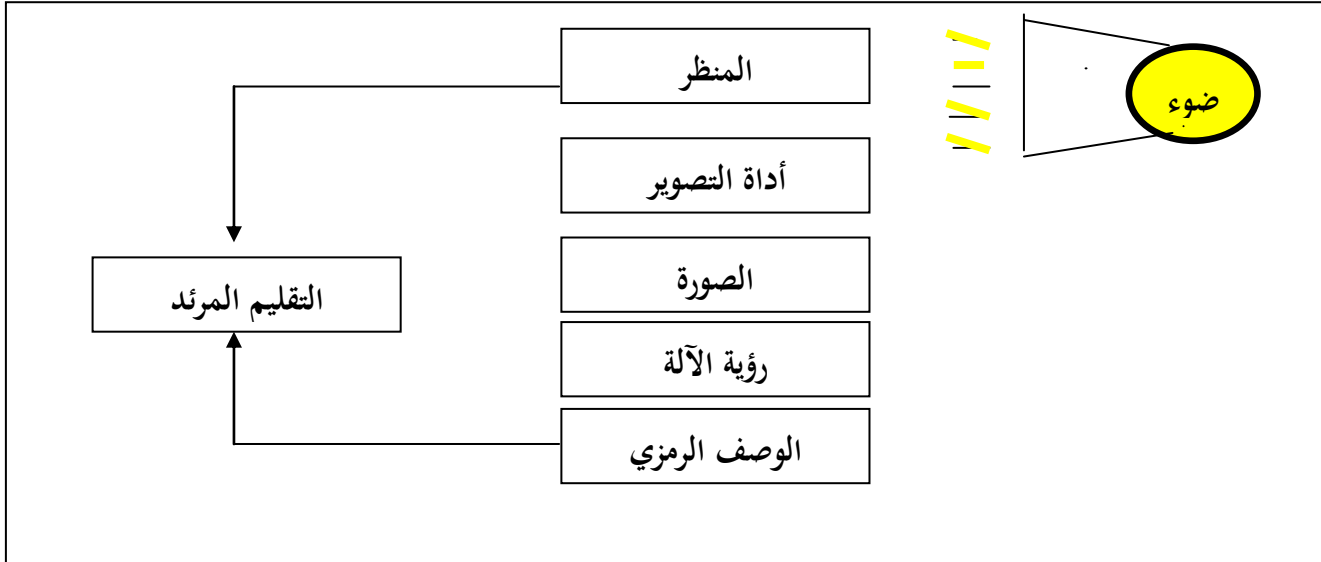 ضوء
المنظر
أداة التصوير
الصورة
رؤية الآلة
الوصف الرمزي
التقليم المرئد